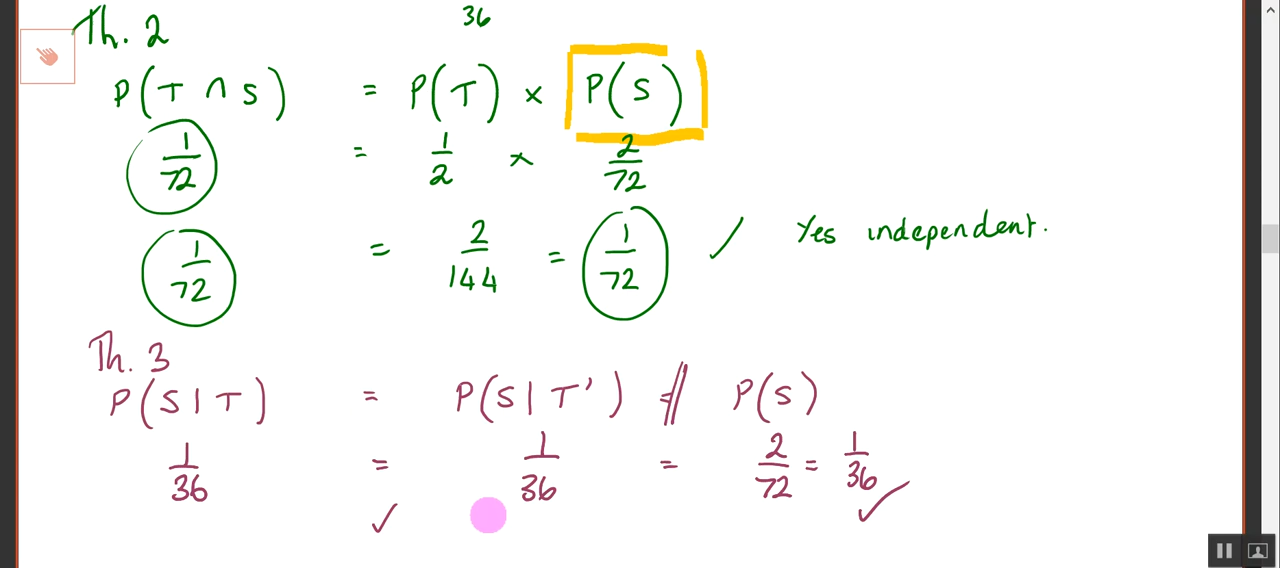 Th. 2
36
P(T ∩ S) = P(T) × P(S)
1/72 = 1/2 × 2/72
1/72 = 2/144 = 1/72 ✓ Yes independent.
Th. 3
P(S|T) = P(S|T') = P(S)
1/36 = 1/36 = 2/72 = 1/36
✓ ✓